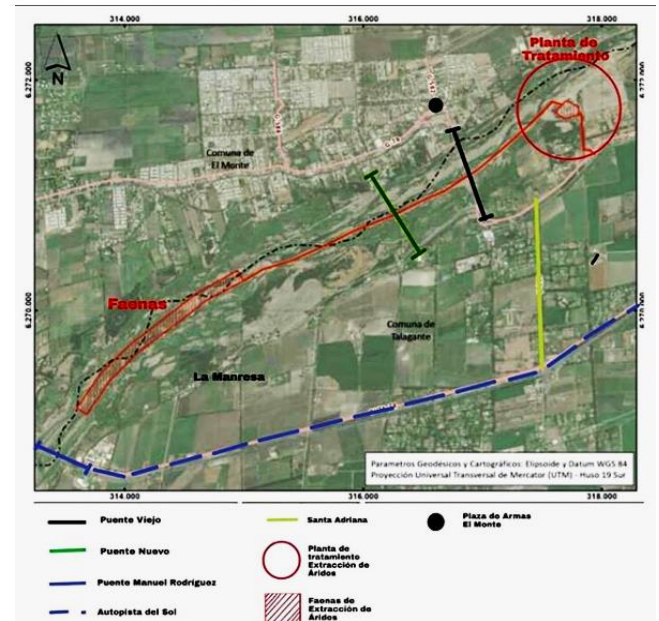 314.000
316.000
318.000
6.272.000
6.272.000
N
Planta de
Tratamiento
Comuna de
El Monte
Faenas
6.270.000
6.270.000
Comuna de
Talagante
La Manresa
Parametros Geodésicos y Cartográficos: Elipsoide y Datum WGS 84
Proyección Universal Transversal de Mercator (UTM) - Huso 19 Sur
314.000
316.000
318.000
Puente Viejo
Puente Nuevo
Puente Manuel Rodríguez
Autopista del Sol
Santa Adriana
Planta de
tratamiento
Extracción de
Áridos
Faenas de
Extracción de
Áridos
Plaza de Armas
El Monte